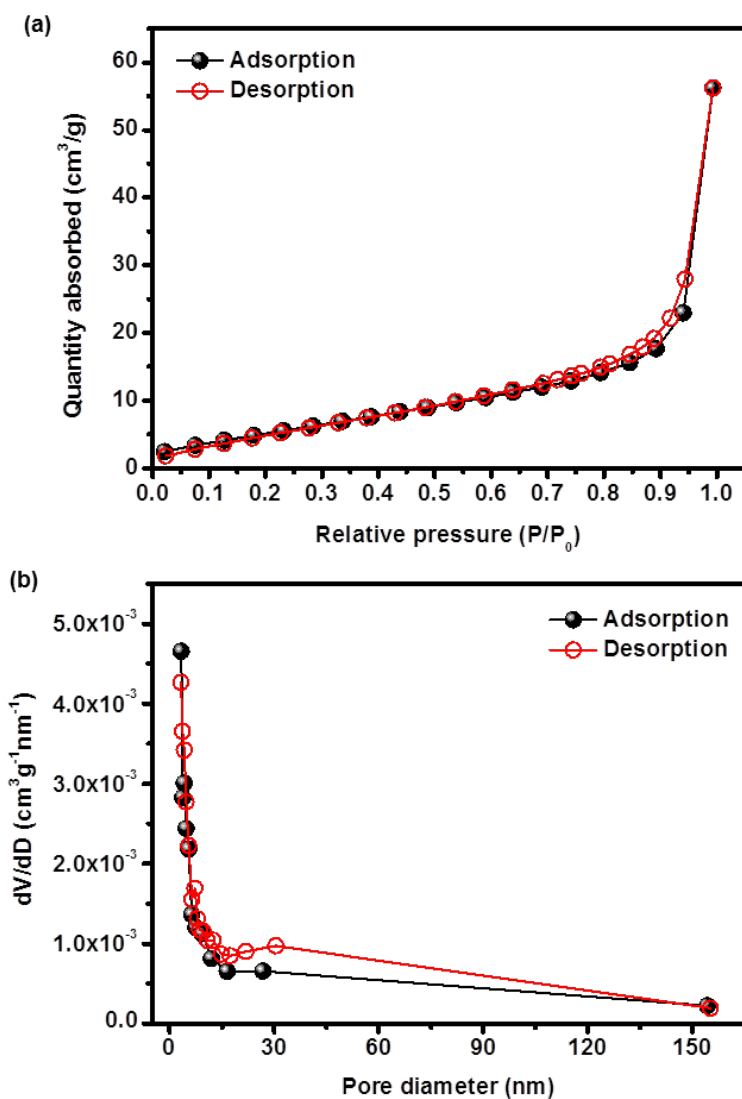 (a)
Adsorption
Desorption
60
50
40
30
20
10
0
Quantity absorbed (cm³/g)
0.0 0.1 0.2 0.3 0.4 0.5 0.6 0.7 0.8 0.9 1.0
Relative pressure (P/P₀)
(b)
Adsorption
Desorption
5.0x10⁻³
4.0x10⁻³
3.0x10⁻³
2.0x10⁻³
1.0x10⁻³
0.0
dV/dD (cm³g⁻¹nm⁻¹)
0 30 60 90 120 150
Pore diameter (nm)